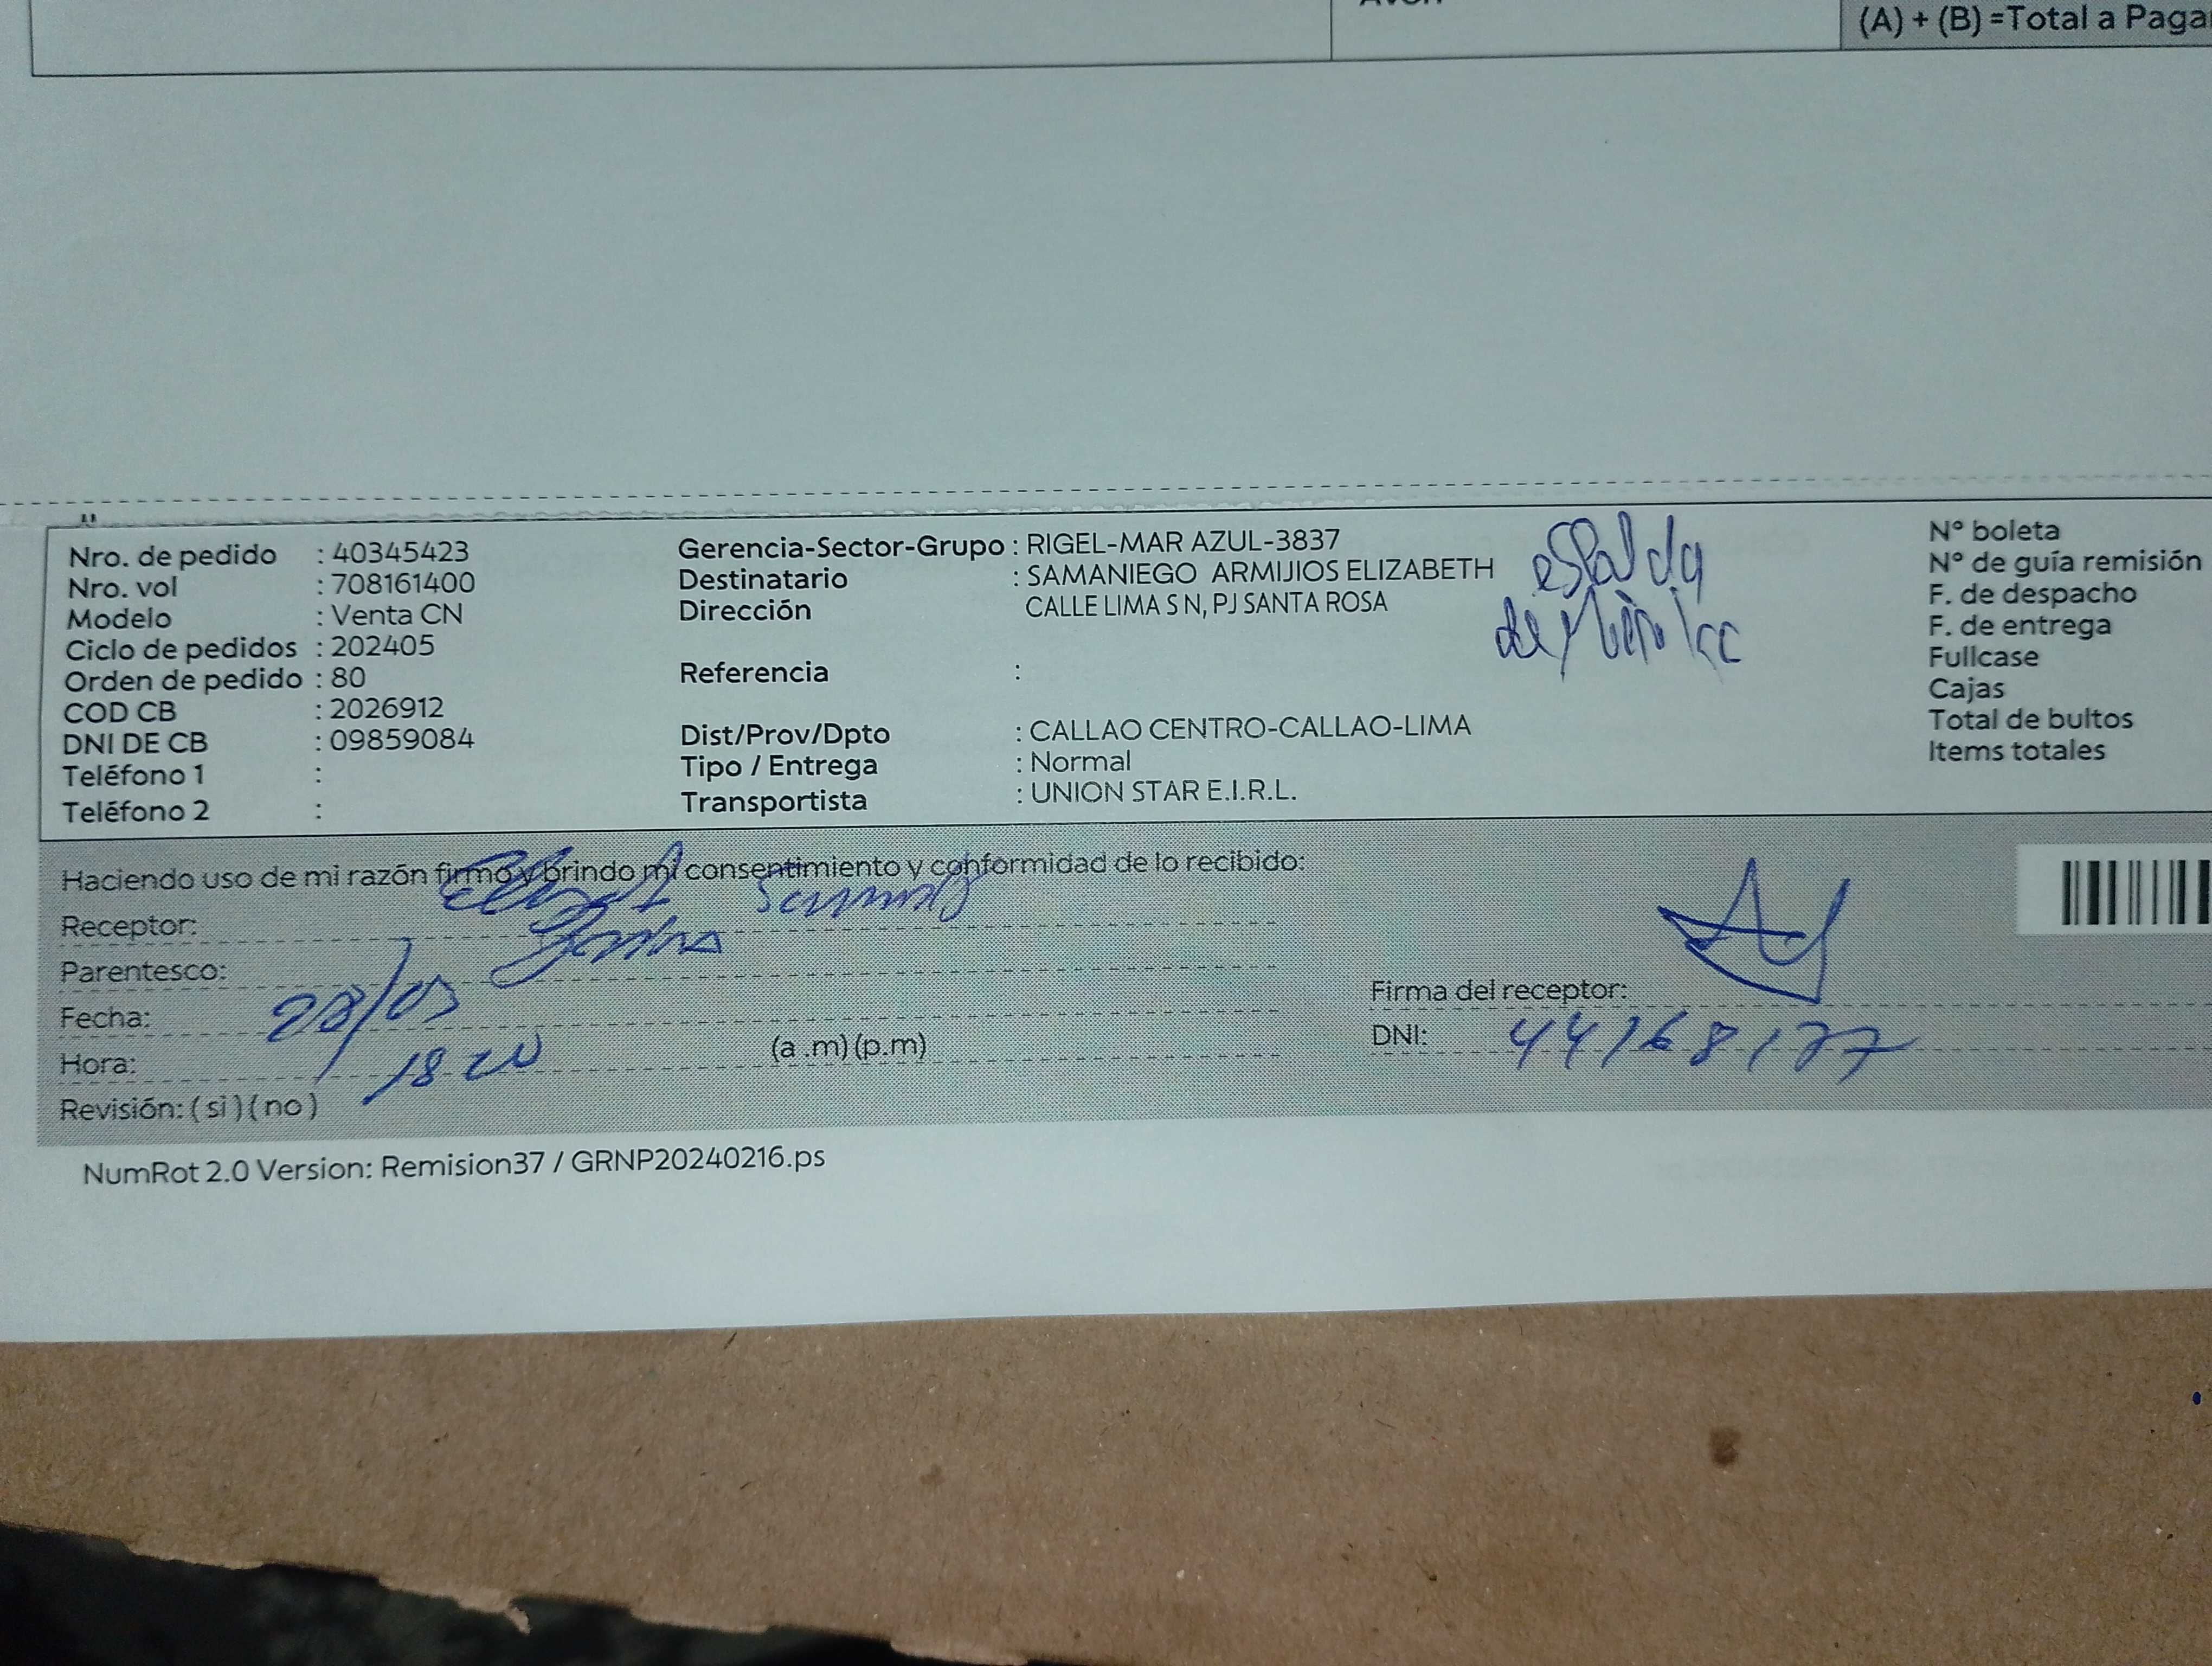 (A) + (B) =Total a Paga
Nro. de pedido : 40345423
Nro. vol : 708161400
Modelo : Venta CN
Ciclo de pedidos : 202405
Orden de pedido : 80
COD CB : 2026912
DNI DE CB : 09859084
Teléfono 1 :
Teléfono 2 :
Gerencia-Sector-Grupo : RIGEL-MAR AZUL-3837
Destinatario : SAMANIEGO ARMIJIOS ELIZABETH
Dirección CALLE LIMA S N, PJ SANTA ROSA
Referencia :
Dist/Prov/Dpto : CALLAO CENTRO-CALLAO-LIMA
Tipo / Entrega : Normal
Transportista : UNION STAR E.I.R.L.
espalda
de
N° boleta
N° de guía remisión
F. de despacho
F. de entrega
Fullcase
Cajas
Total de bultos
Items totales
Haciendo uso de mi razón firmo y brindo mi consentimiento y conformidad de lo recibido:
Receptor:
Parentesco:
Fecha: 28/03
Hora: 18 20 (a .m) (p.m)
Revisión: ( si ) ( no )
Firma del receptor:
DNI: 44168177
NumRot 2.0 Version: Remision37 / GRNP20240216.ps